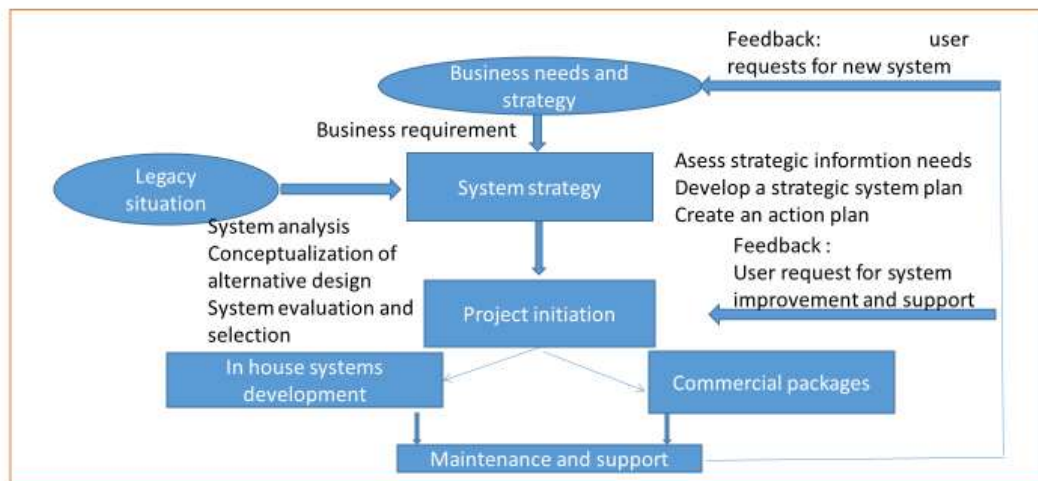 Feedback: user
requests for new system
Business needs and
strategy
Business requirement
Legacy
situation
System strategy
Asess strategic informtion needs
Develop a strategic system plan
Create an action plan
System analysis
Conceptualization of
alternative design
System evaluation and
selection
Feedback :
User request for system
improvement and support
Project initiation
In house systems
development
Commercial packages
Maintenance and support